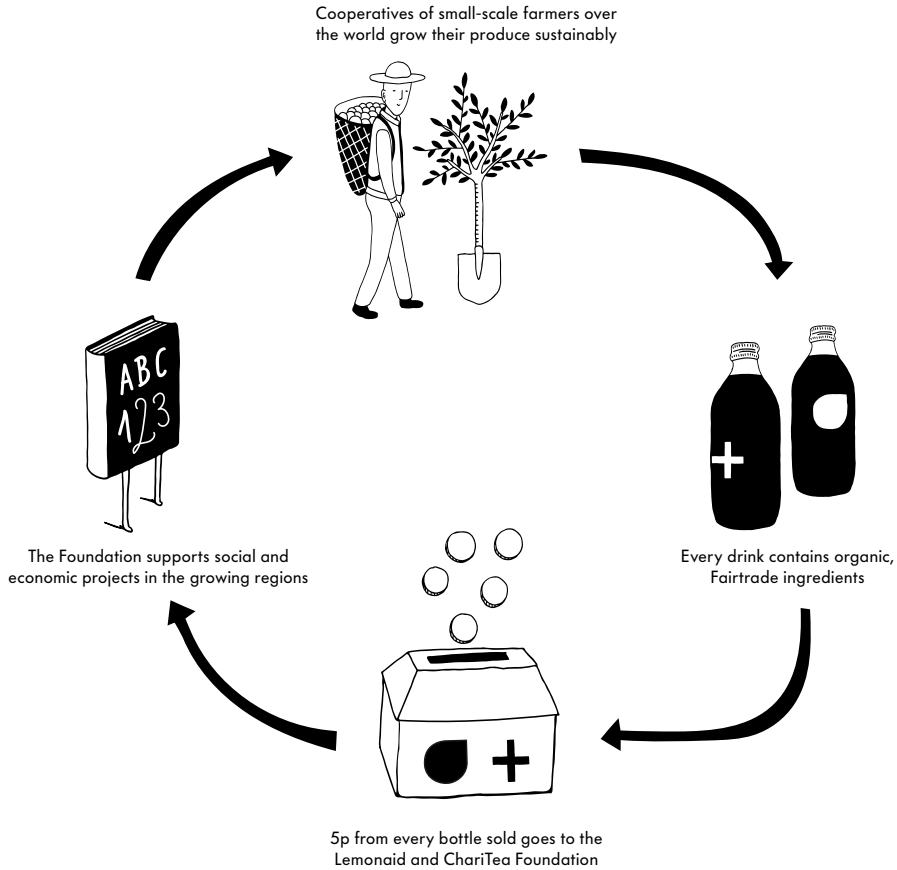 Cooperatives of small-scale farmers over
the world grow their produce sustainably
ABC
123
The Foundation supports social and
economic projects in the growing regions
Every drink contains organic,
Fairtrade ingredients
5p from every bottle sold goes to the
Lemonaid and ChariTea Foundation